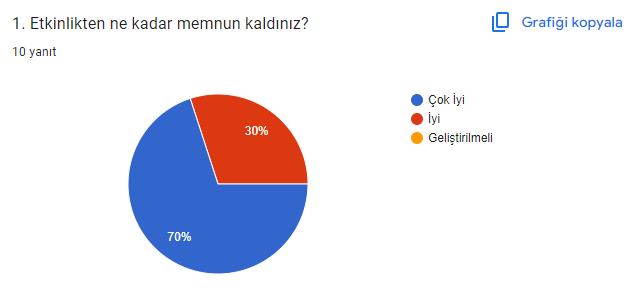 1. Etkinlikten ne kadar memnun kaldınız?
Grafiği kopyala
10 yanıt
Çok İyi
İyi
Geliştirilmeli
30%
70%